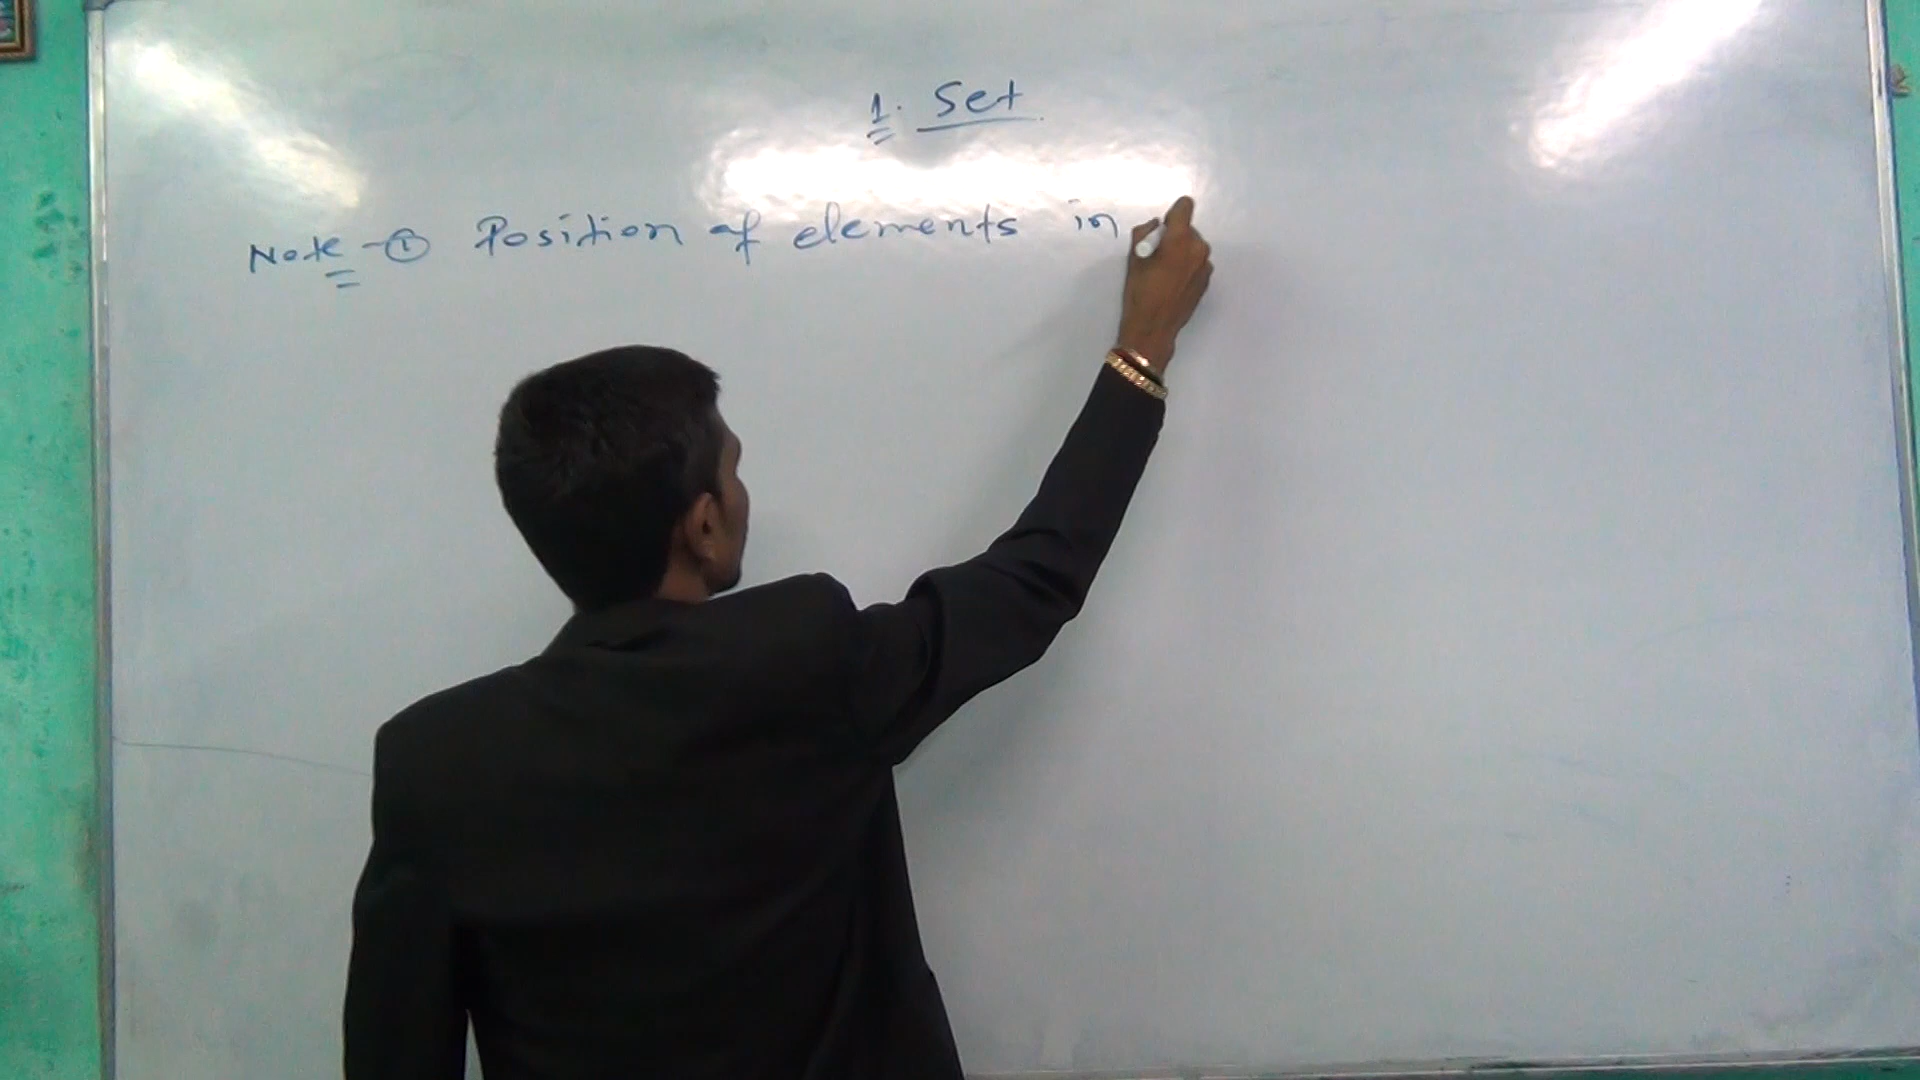 1. Set
Note - ① Position of elements in